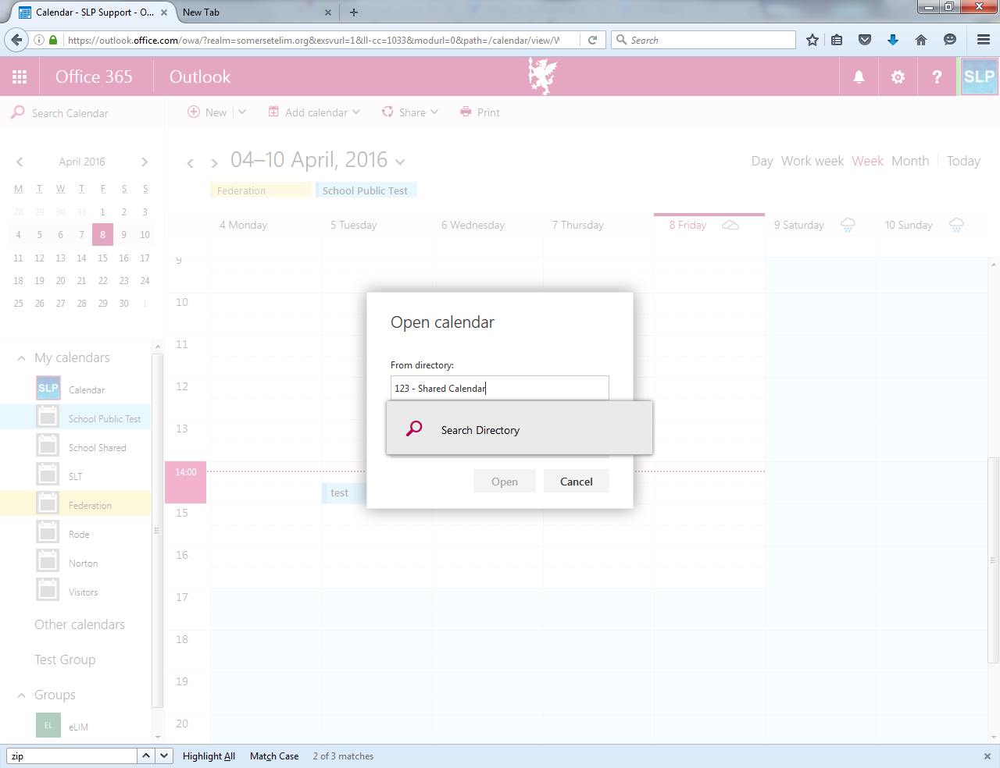 Calendar - SLP Support - O...
New Tab
https://outlook.office.com/owa/?realm=somersetelim.org&exsvurl=1&ll-cc=1033&modurl=0&path=/calendar/view/W
Search
Office 365
Outlook
SLP
Search Calendar
New
Add calendar
Share
Print
April 2016
04–10 April, 2016
Day Work week Week Month Today
M T W T F S S
28 29 30 31 1 2 3
4 5 6 7 8 9 10
11 12 13 14 15 16 17
18 19 20 21 22 23 24
25 26 27 28 29 30 1
Federation
School Public Test
4 Monday
5 Tuesday
6 Wednesday
7 Thursday
8 Friday
9 Saturday
10 Sunday
9
10
11
12
13
14:00
15
16
17
18
19
20
test
Open calendar
From directory:
123 - Shared Calendar
Search Directory
Open
Cancel
My calendars
SLP Calendar
School Public Test
School Shared
SLT
Federation
Rode
Norton
Visitors
Other calendars
Test Group
Groups
EL eLIM
zip
Highlight All
Match Case
2 of 3 matches